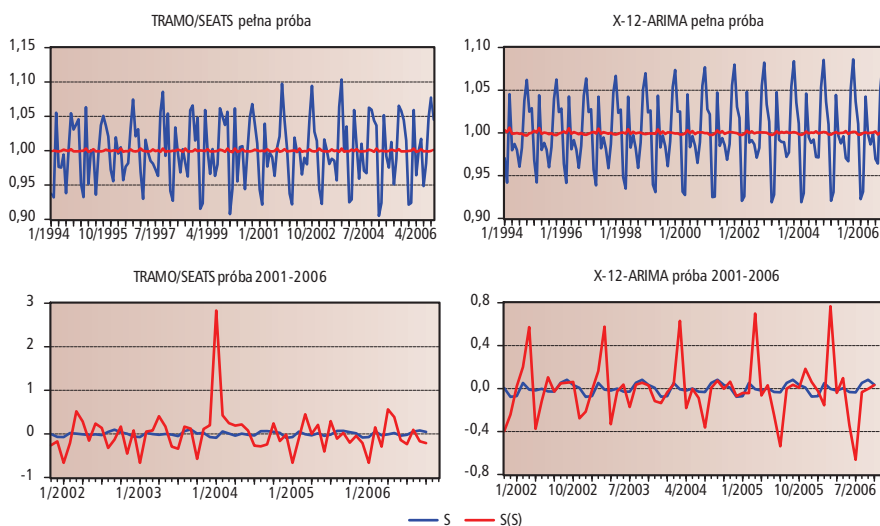 TRAMO/SEATS pełna próba
1,15
1,10
1,05
1,00
0,95
0,90
1/1994 10/1995 7/1997 4/1999 1/2001 10/2002 7/2004 4/2006
X-12-ARIMA pełna próba
1,10
1,05
1,00
0,95
0,90
1/1994 1/1996 1/1998 1/2000 1/2002 1/2004 1/2006
TRAMO/SEATS próba 2001-2006
3
2
1
0
-1
1/2002 1/2003 1/2004 1/2005 1/2006
X-12-ARIMA próba 2001-2006
0,8
0,4
0,0
-0,4
-0,8
1/2002 10/2002 7/2003 4/2004 1/2005 10/2005 7/2006
S S(S)